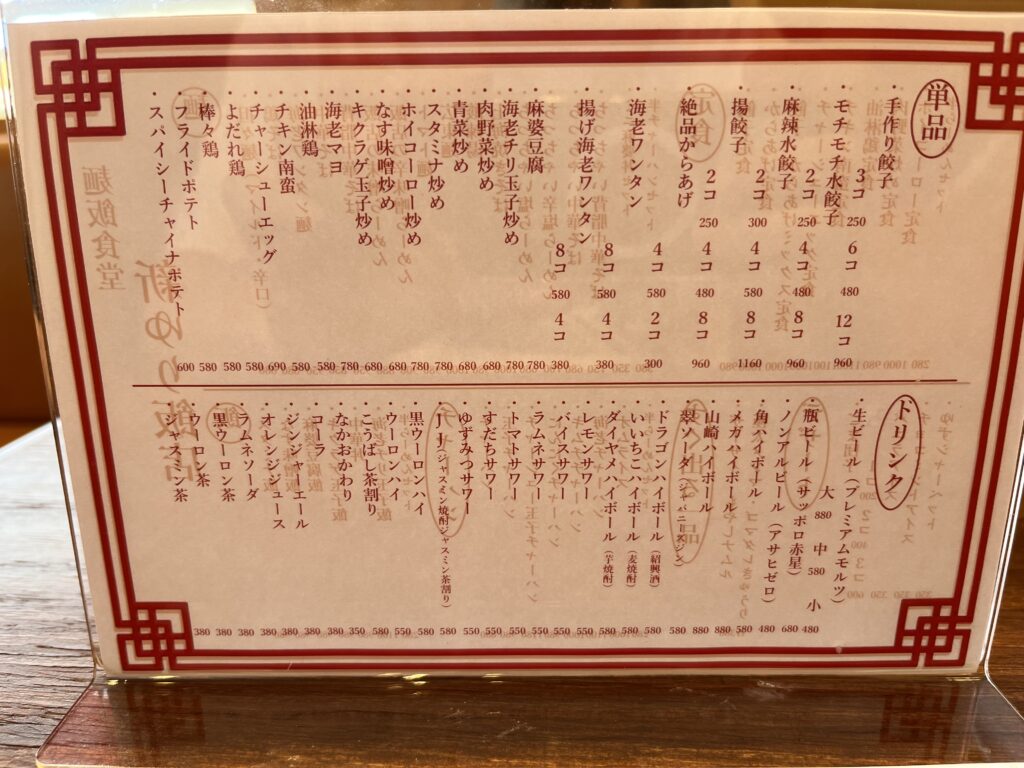 単品
・手作り餃子
3コ 250 6コ 480 12コ 960
・モチモチ水餃子
2コ 250 4コ 480 8コ 960
・麻辣水餃子
2コ 300 4コ 580 8コ 1160
・揚餃子
2コ 250 4コ 480 8コ 960
・絶品からあげ
4コ 580 2コ 300
・海老ワンタン
8コ 580 4コ 380
・揚げ海老ワンタン
8コ 580 4コ 380
・麻婆豆腐 780
・海老チリ玉子炒め 780
・肉野菜炒め 680
・青菜炒め 680
・スタミナ炒め 680
・ホイコーロー炒め 780
・なす味噌炒め 780
・キクラゲ玉子炒め 680
・海老マヨ 780
・油淋鶏 580
・チキン南蛮 580
・チャーシューエッグ 690
・よだれ鶏 580
・棒々鶏 580
・フライドポテト 580
・スパイシーチャイナポテト 600
ドリンク
・生ビール(プレミアムモルツ)
大 880 中 580 小 480
・瓶ビール(サッポロ赤星) 680
・ノンアルビール(アサヒゼロ) 480
・角ハイボール 580
・メガハイボール 880
・山崎ハイボール 880
・翠ソーダ(ジャパニーズジン) 580
・ドラゴンハイボール(紹興酒) 580
・いいちこハイボール(麦焼酎) 580
・ダイヤメハイボール(芋焼酎) 580
・レモンサワー 550
・バイスサワー 550
・ラムネサワー 550
・トマトサワー 550
・すだちサワー 550
・ゆずみつサワー 580
・JJ(ジャスミン焼酎ジャスミン茶割り) 580
・黒ウーロンハイ 550
・ウーロンハイ 550
・こうばし茶割り 580
・なかおかわり 350
・コーラ 380
・ジンジャーエール 380
・オレンジジュース 380
・ラムネソーダ 380
・黒ウーロン茶 380
・ウーロン茶 380
・ジャスミン茶 380